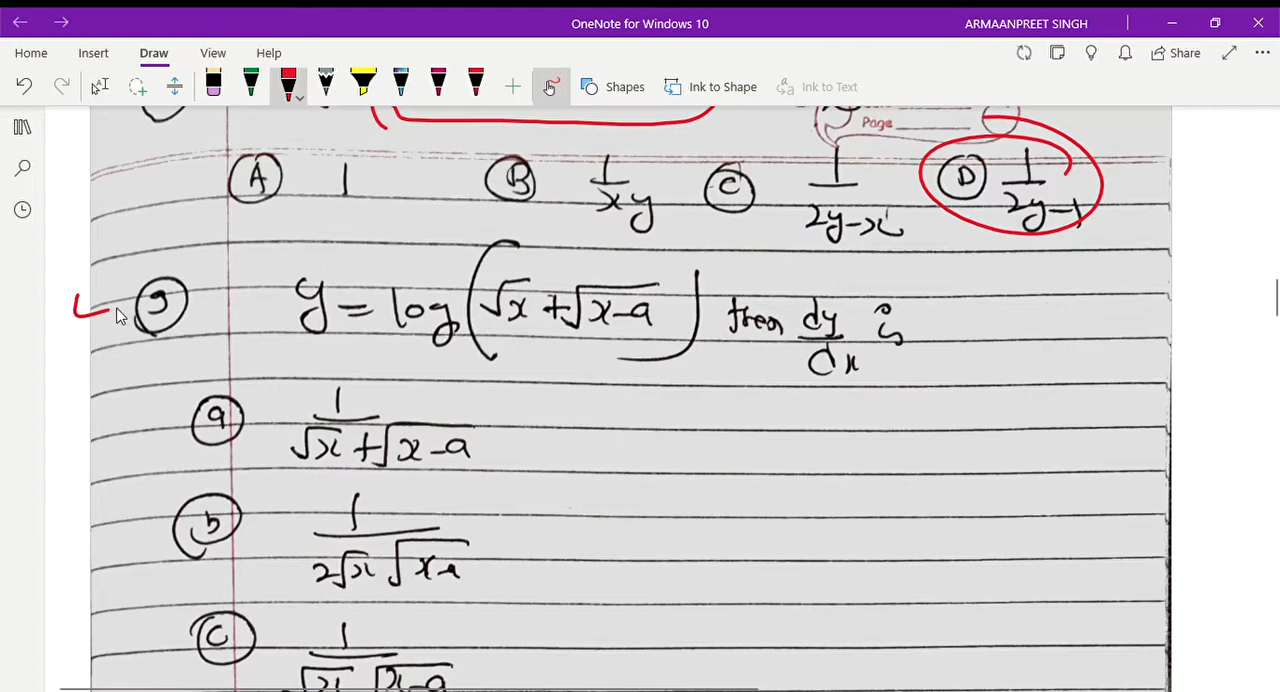 OneNote for Windows 10
ARMAANPREET SINGH
Home Insert Draw View Help
Share
Shapes Ink to Shape Ink to Text
Page
Ⓐ 1 Ⓑ 1/xy Ⓒ 1/(2y-x) Ⓓ 1/(2y-1)
⑨ y = log(√x + √(x-a)) then dy/dx is
ⓐ 1/(√x + √(x-a))
ⓑ 1/(2√x √(x-a))
Ⓒ 1/(√x √(x-a))